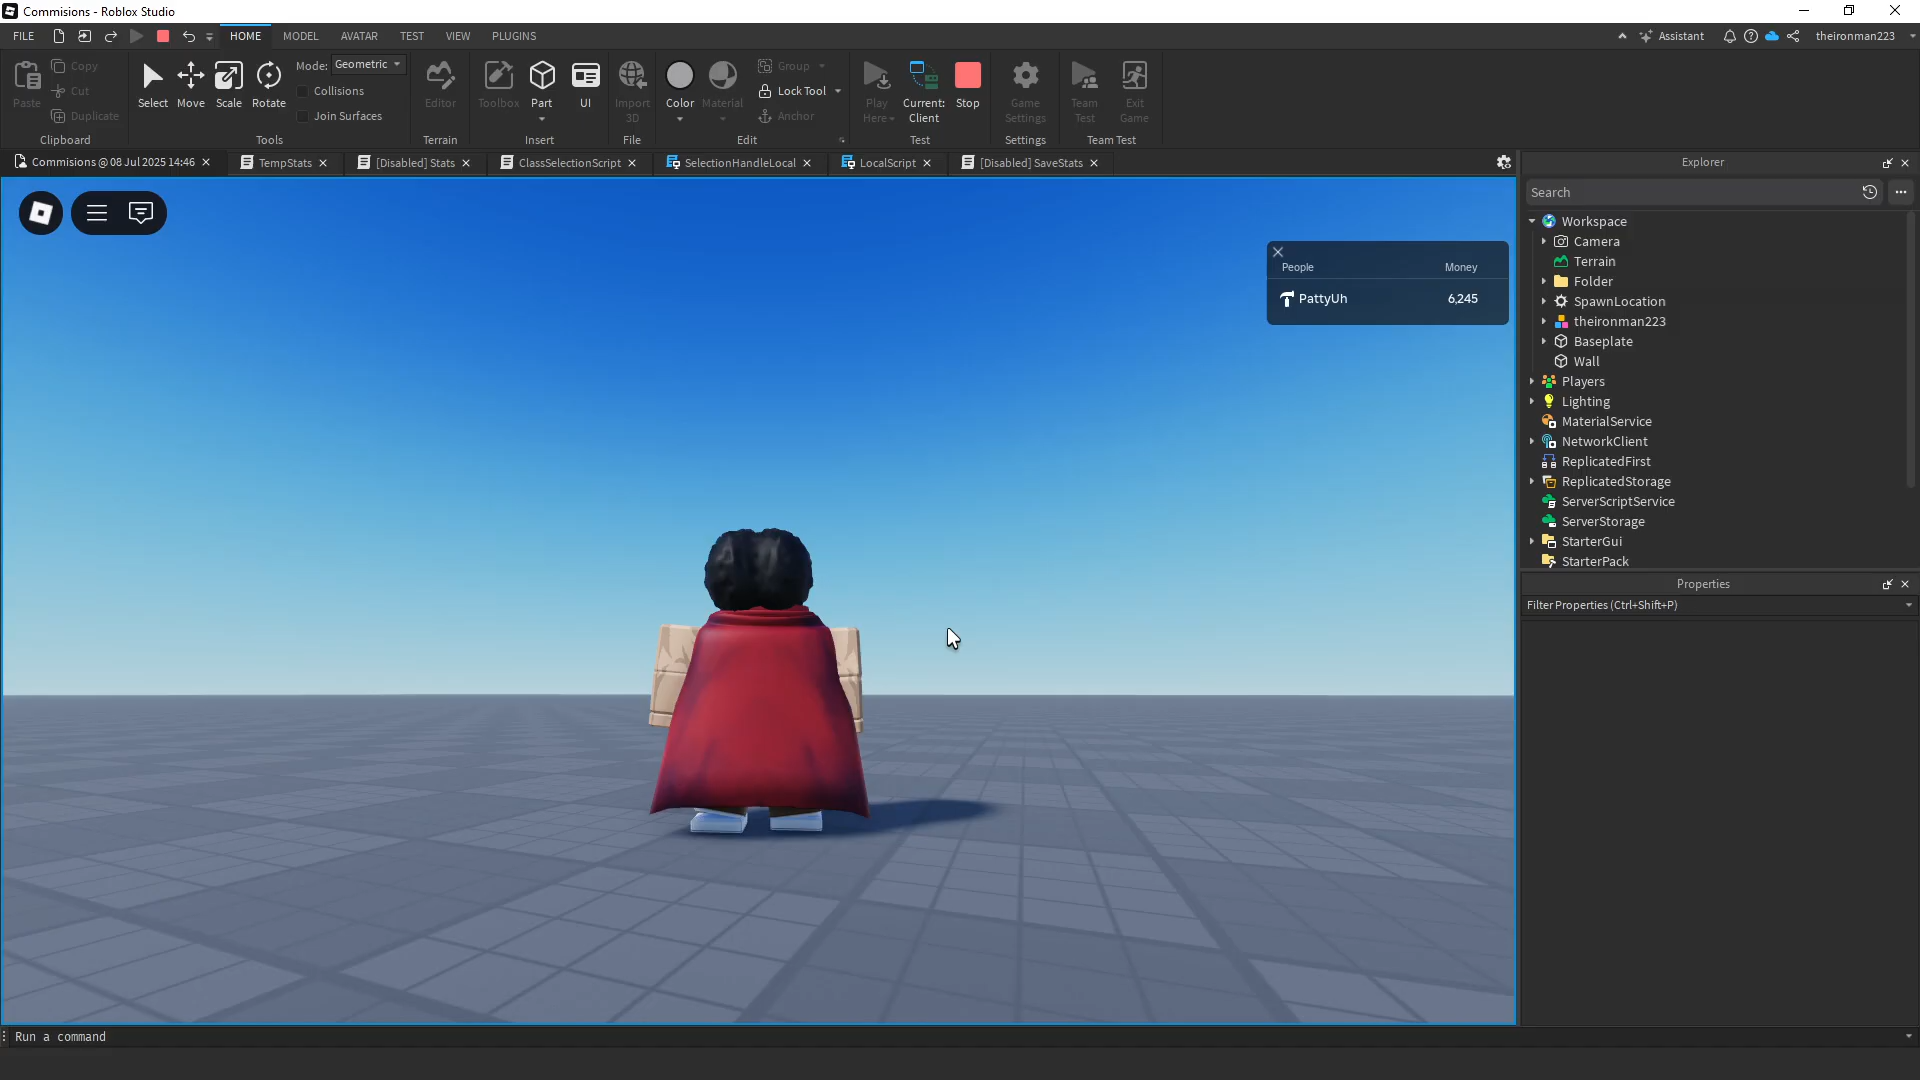 Commisions - Roblox Studio
FILE HOME MODEL AVATAR TEST VIEW PLUGINS Assistant theironman223
Paste Copy Cut Duplicate Clipboard
Select Move Scale Rotate Mode: Geometric Collisions Join Surfaces Tools
Editor Terrain
Toolbox Part UI Insert
Import 3D File
Color Material Group Lock Tool Anchor Edit
Play Here Current: Client Stop Test
Game Settings Settings
Team Test Exit Game Team Test
Commisions @ 08 Jul 2025 14:46 TempStats [Disabled] Stats ClassSelectionScript SelectionHandleLocal LocalScript [Disabled] SaveStats
People Money
PattyUh 6,245
Explorer
Search
Workspace
Camera
Terrain
Folder
SpawnLocation
theironman223
Baseplate
Wall
Players
Lighting
MaterialService
NetworkClient
ReplicatedFirst
ReplicatedStorage
ServerScriptService
ServerStorage
StarterGui
StarterPack
Properties
Filter Properties (Ctrl+Shift+P)
Run a command